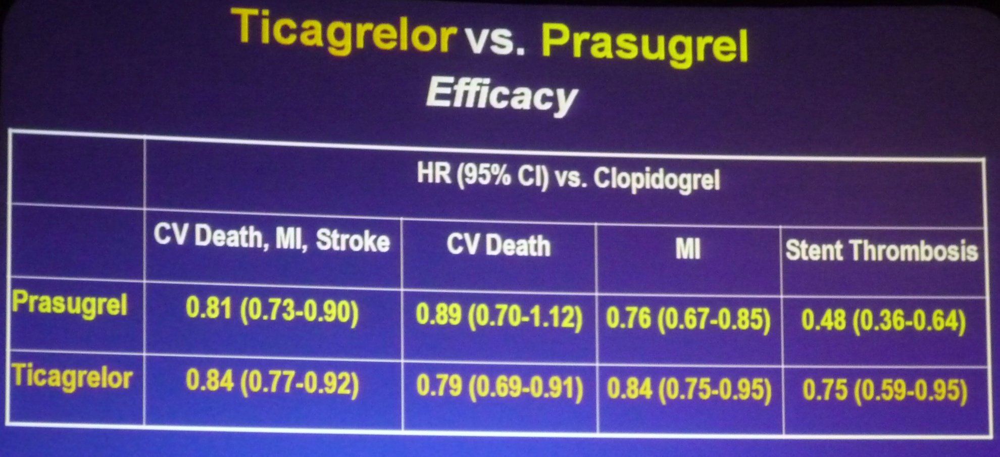 Ticagrelor vs. Prasugrel
Efficacy
HR (95% CI) vs. Clopidogrel
CV Death, MI, Stroke CV Death MI Stent Thrombosis
Prasugrel 0.81 (0.73-0.90) 0.89 (0.70-1.12) 0.76 (0.67-0.85) 0.48 (0.36-0.64)
Ticagrelor 0.84 (0.77-0.92) 0.79 (0.69-0.91) 0.84 (0.75-0.95) 0.75 (0.59-0.95)